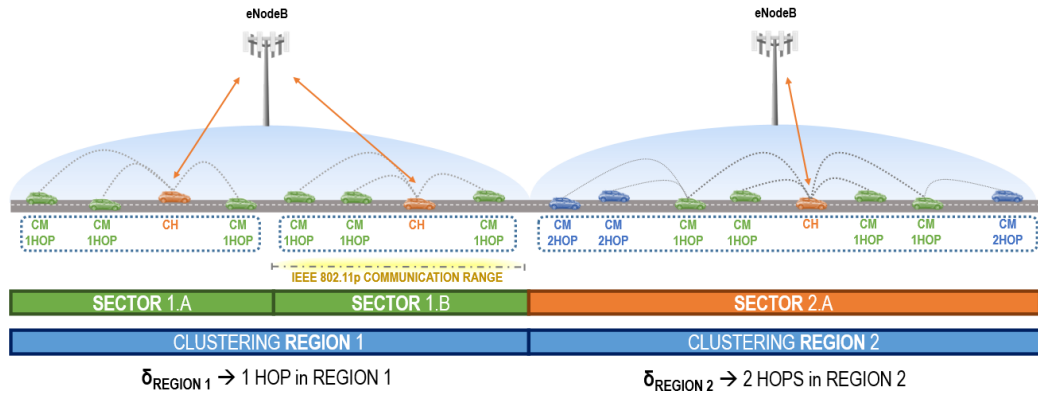 eNodeB
eNodeB
CM
1HOP
CM
1HOP
CH
CM
1HOP
CM
1HOP
CM
1HOP
CH
CM
1HOP
CM
2HOP
CM
2HOP
CM
1HOP
CM
1HOP
CH
CM
1HOP
CM
1HOP
CM
2HOP
IEEE 802.11p COMMUNICATION RANGE
SECTOR 1.A
SECTOR 1.B
SECTOR 2.A
CLUSTERING REGION 1
CLUSTERING REGION 2
δREGION 1 → 1 HOP in REGION 1
δREGION 2 → 2 HOPS in REGION 2